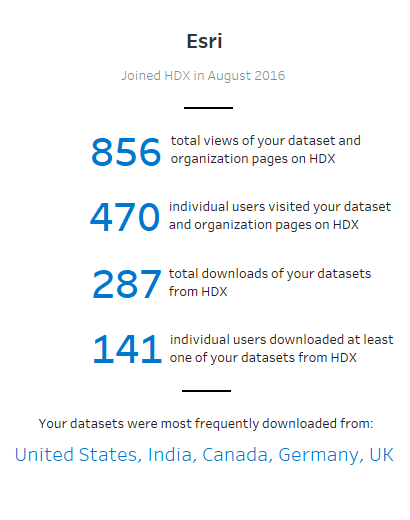 Esri
Joined HDX in August 2016
856 total views of your dataset and
organization pages on HDX
470 individual users visited your dataset
and organization pages on HDX
287 total downloads of your datasets
from HDX
141 individual users downloaded at least
one of your datasets from HDX
Your datasets were most frequently downloaded from:
United States, India, Canada, Germany, UK